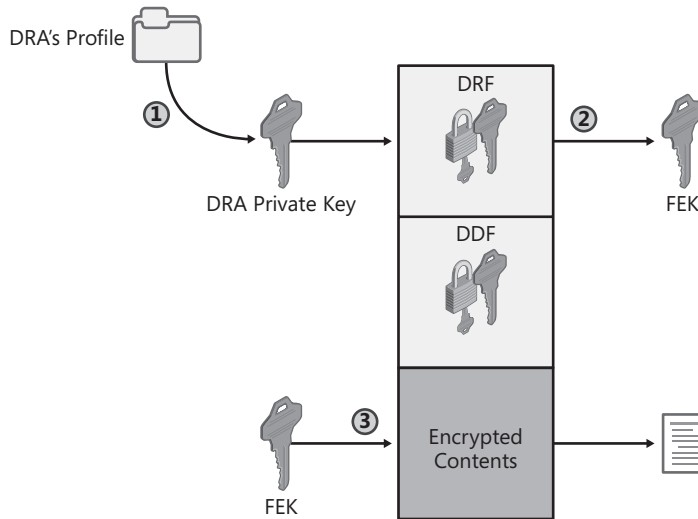 DRA's Profile
1
DRA Private Key
DRF
2
FEK
DDF
3
FEK
Encrypted
Contents